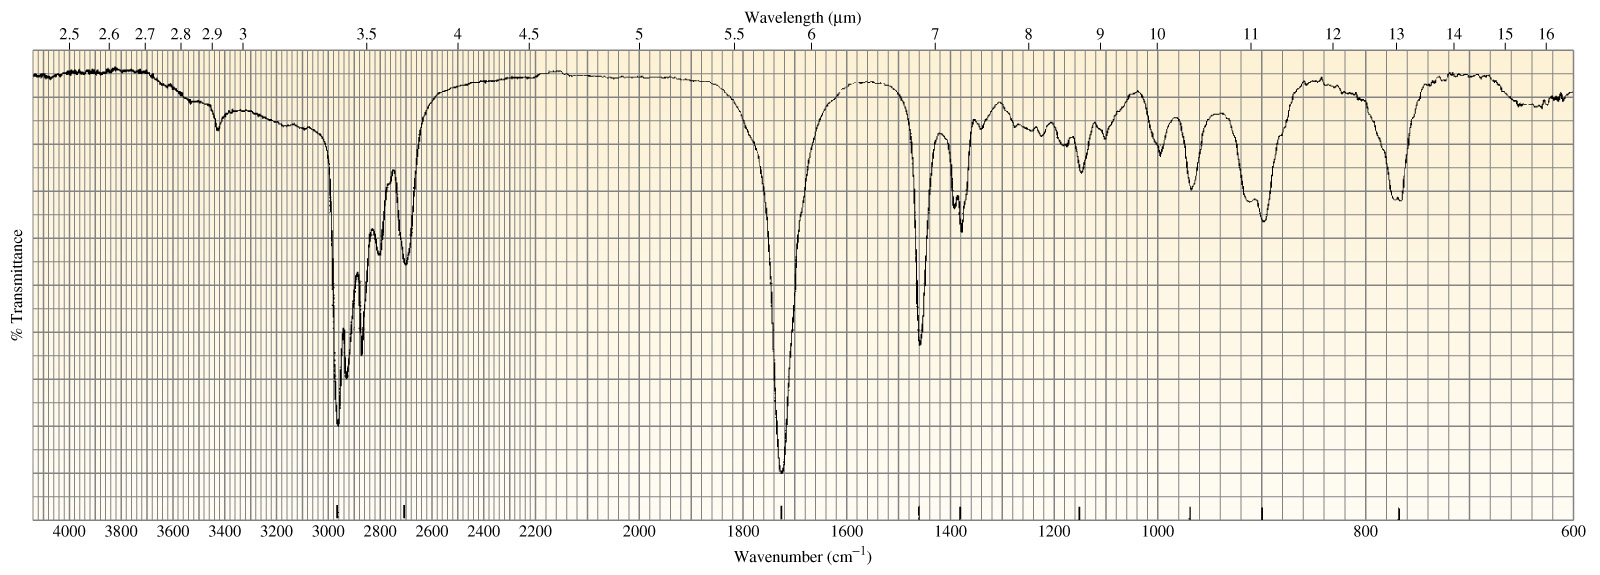 Wavelength (µm)
2.5 2.6 2.7 2.8 2.9 3 3.5 4 4.5 5 5.5 6 7 8 9 10 11 12 13 14 15 16
% Transmittance
4000 3800 3600 3400 3200 3000 2800 2600 2400 2200 2000 1800 1600 1400 1200 1000 800 600
Wavenumber (cm⁻¹)